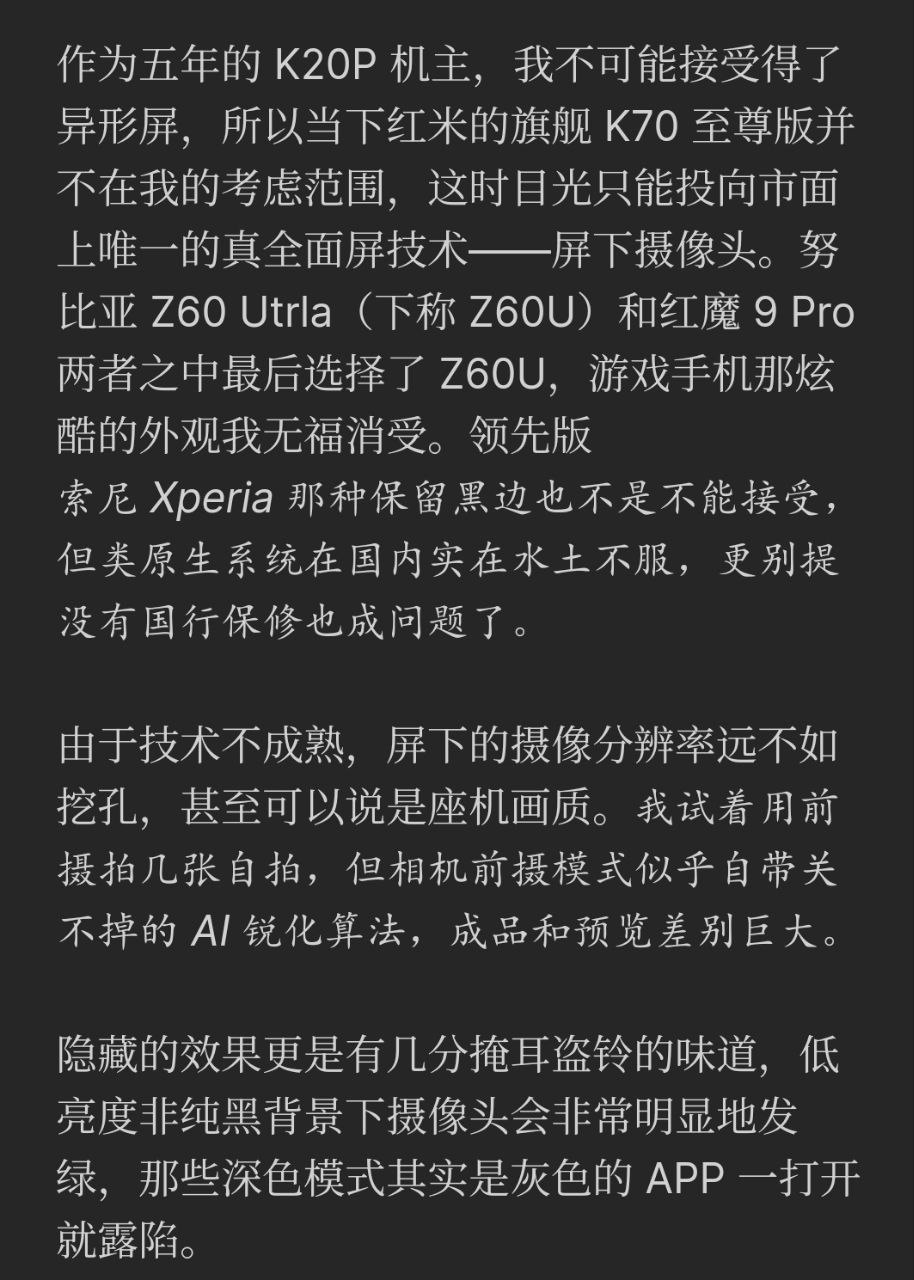 作为五年的 K20P 机主，我不可能接受得了
异形屏，所以当下红米的旗舰 K70 至尊版并
不在我的考虑范围，这时目光只能投向市面
上唯一的真全面屏技术——屏下摄像头。努
比亚 Z60 Utrla（下称 Z60U）和红魔 9 Pro
两者之中最后选择了 Z60U，游戏手机那炫
酷的外观我无福消受。领先版
索尼 Xperia 那种保留黑边也不是不能接受，
但类原生系统在国内实在水土不服，更别提
没有国行保修也成问题了。
由于技术不成熟，屏下的摄像分辨率远不如
挖孔，甚至可以说是座机画质。我试着用前
摄拍几张自拍，但相机前摄模式似乎自带关
不掉的 AI 锐化算法，成品和预览差别巨大。
隐藏的效果更是有几分掩耳盗铃的味道，低
亮度非纯黑背景下摄像头会非常明显地发
绿，那些深色模式其实是灰色的 APP 一打开
就露陷。